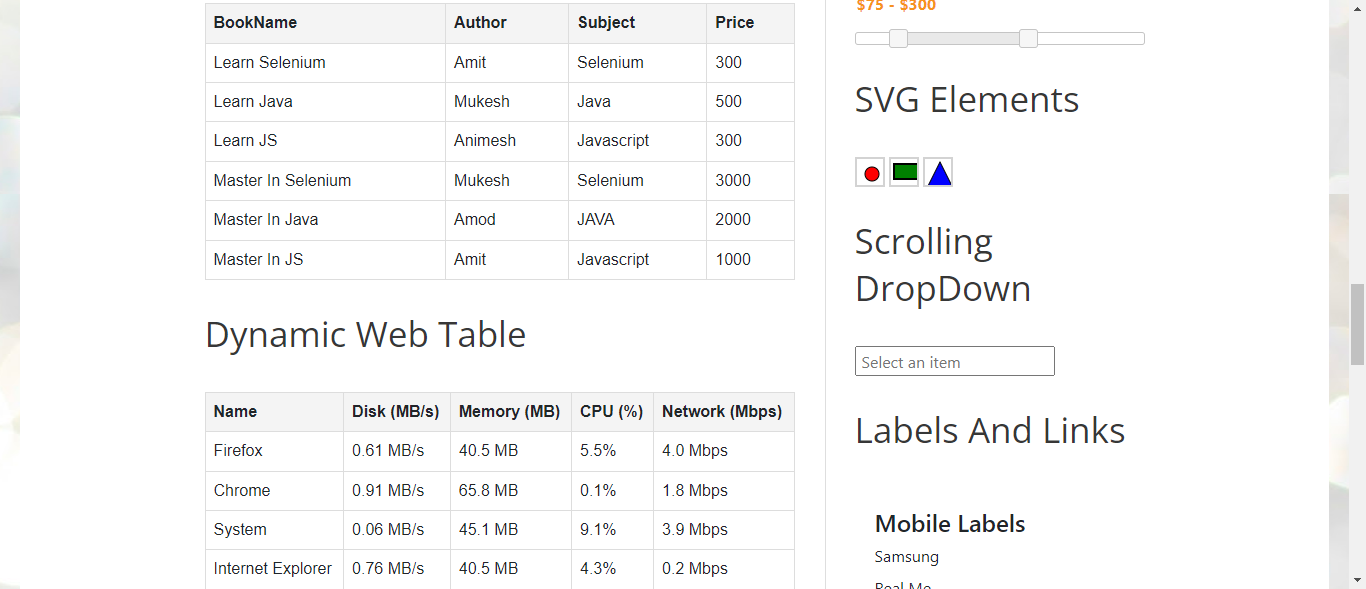 BookName Author Subject Price
Learn Selenium Amit Selenium 300
Learn Java Mukesh Java 500
Learn JS Animesh Javascript 300
Master In Selenium Mukesh Selenium 3000
Master In Java Amod JAVA 2000
Master In JS Amit Javascript 1000
Dynamic Web Table
Name Disk (MB/s) Memory (MB) CPU (%) Network (Mbps)
Firefox 0.61 MB/s 40.5 MB 5.5% 4.0 Mbps
Chrome 0.91 MB/s 65.8 MB 0.1% 1.8 Mbps
System 0.06 MB/s 45.1 MB 9.1% 3.9 Mbps
Internet Explorer 0.76 MB/s 40.5 MB 4.3% 0.2 Mbps
$75 - $300
SVG Elements
Scrolling
DropDown
Select an item
Labels And Links
Mobile Labels
Samsung
Real Me